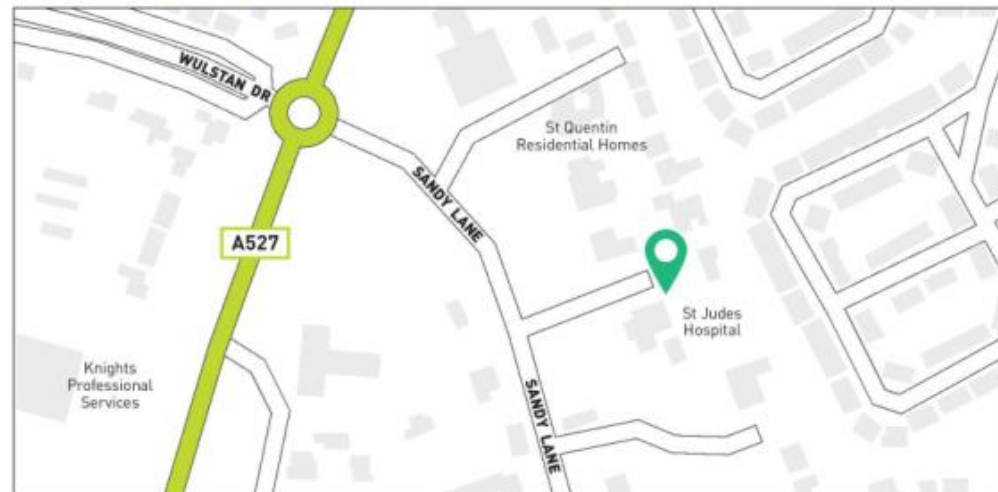 WULSTAN DR
St Quentin
Residential Homes
SANDY LANE
A527
St Judes
Hospital
Knights
Professional
Services
SANDY LANE